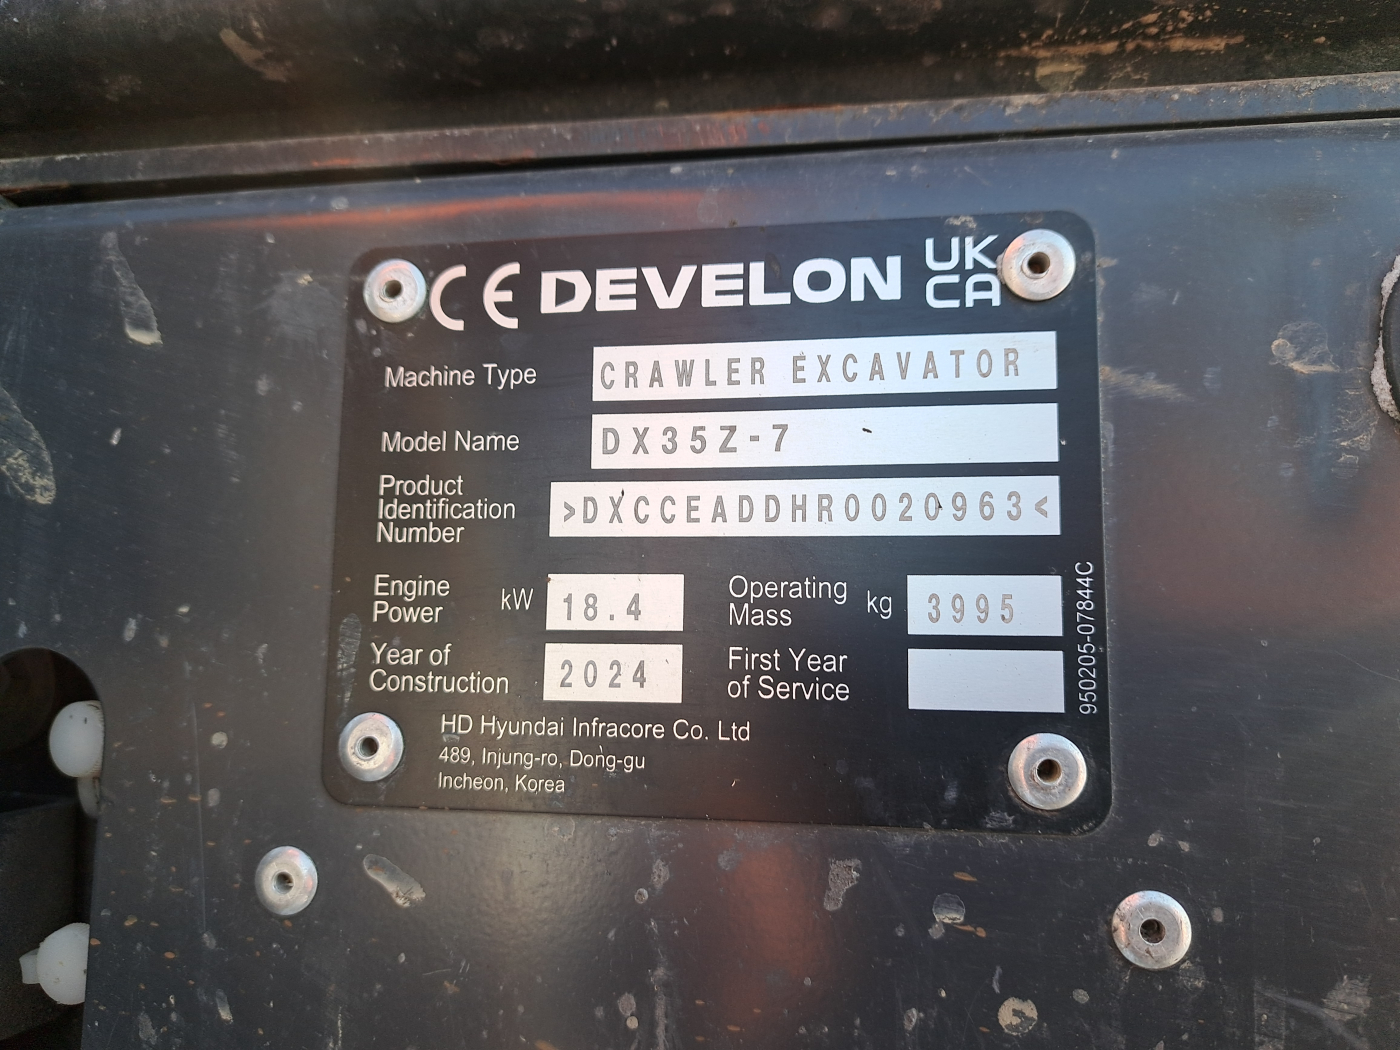 CE DEVELON UK
CA
Machine Type CRAWLER EXCAVATOR
Model Name DX35Z-7
Product
Identification
Number >DXCCEADDHR0020963<
Engine
Power kW 18.4
Operating
Mass kg 3995
Year of
Construction 2024
First Year
of Service
HD Hyundai Infracore Co. Ltd
489, Injung-ro, Dong-gu
Incheon, Korea
950205-07844C